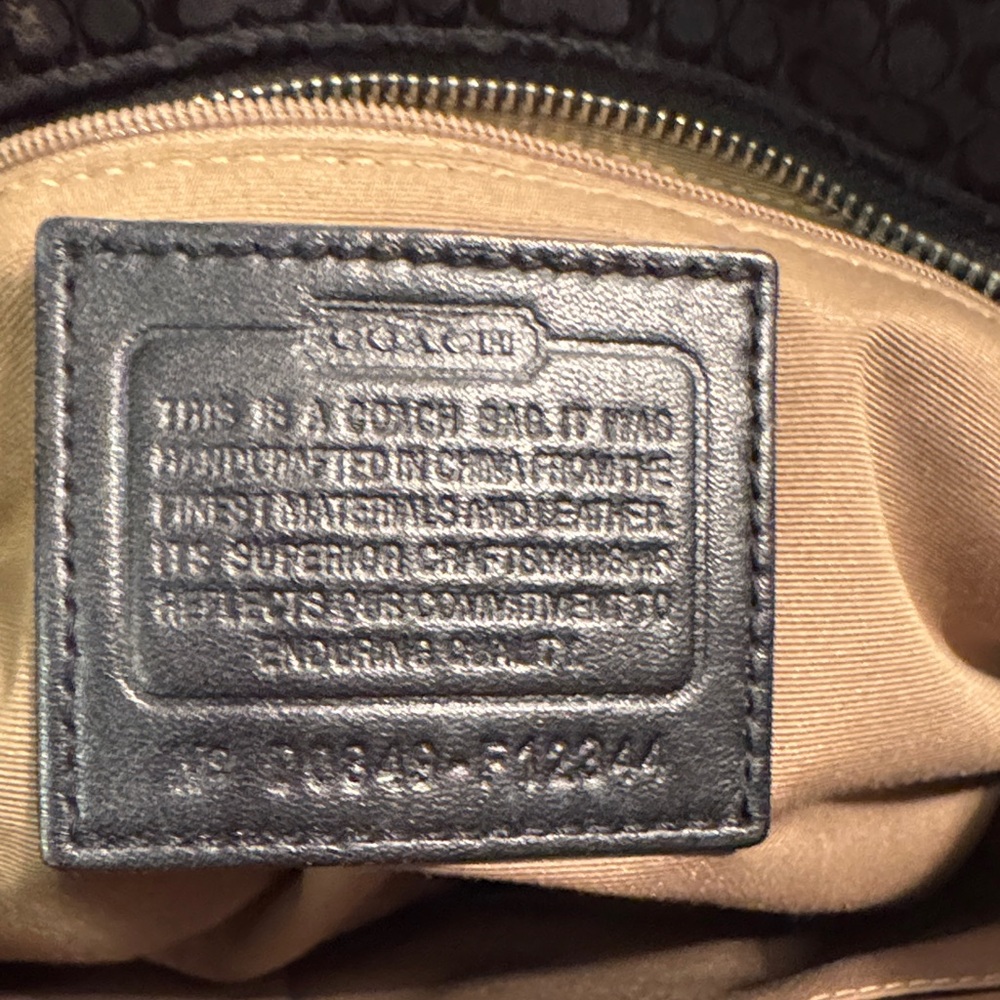 COACH
THIS IS A COACH BAG. IT WAS
HANDCRAFTED IN CHINA FROM THE
FINEST MATERIALS AND LEATHER.
ITS SUPERIOR CRAFTSMANSHIP
REFLECTS OUR COMMITMENT TO
ENDURING QUALITY.
-F12344